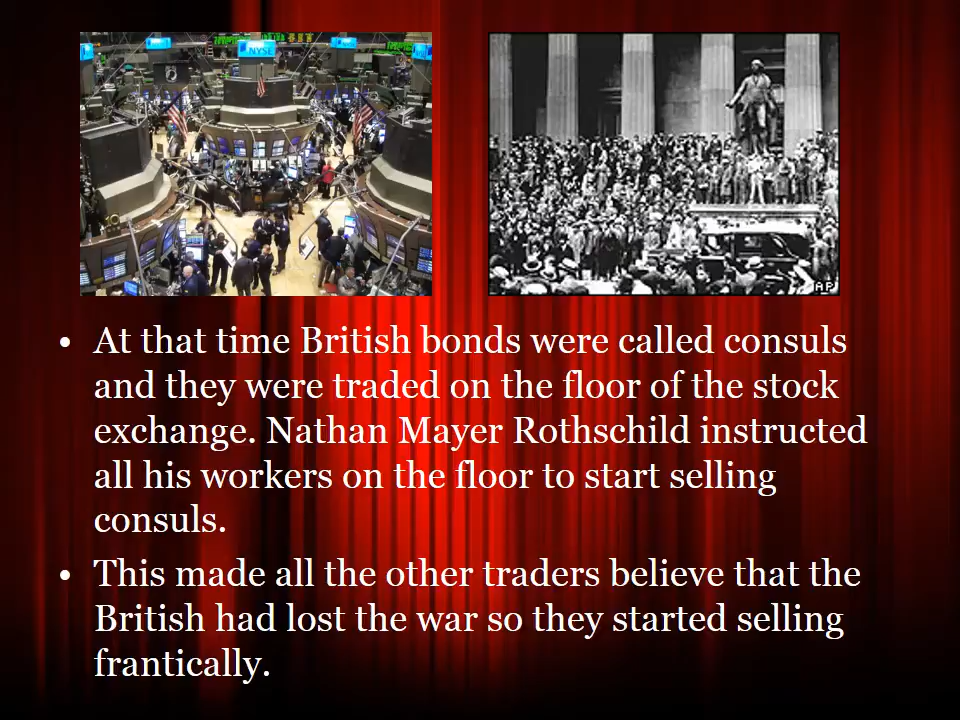 NYSE
AP
• At that time British bonds were called consuls
and they were traded on the floor of the stock
exchange. Nathan Mayer Rothschild instructed
all his workers on the floor to start selling
consuls.
• This made all the other traders believe that the
British had lost the war so they started selling
frantically.